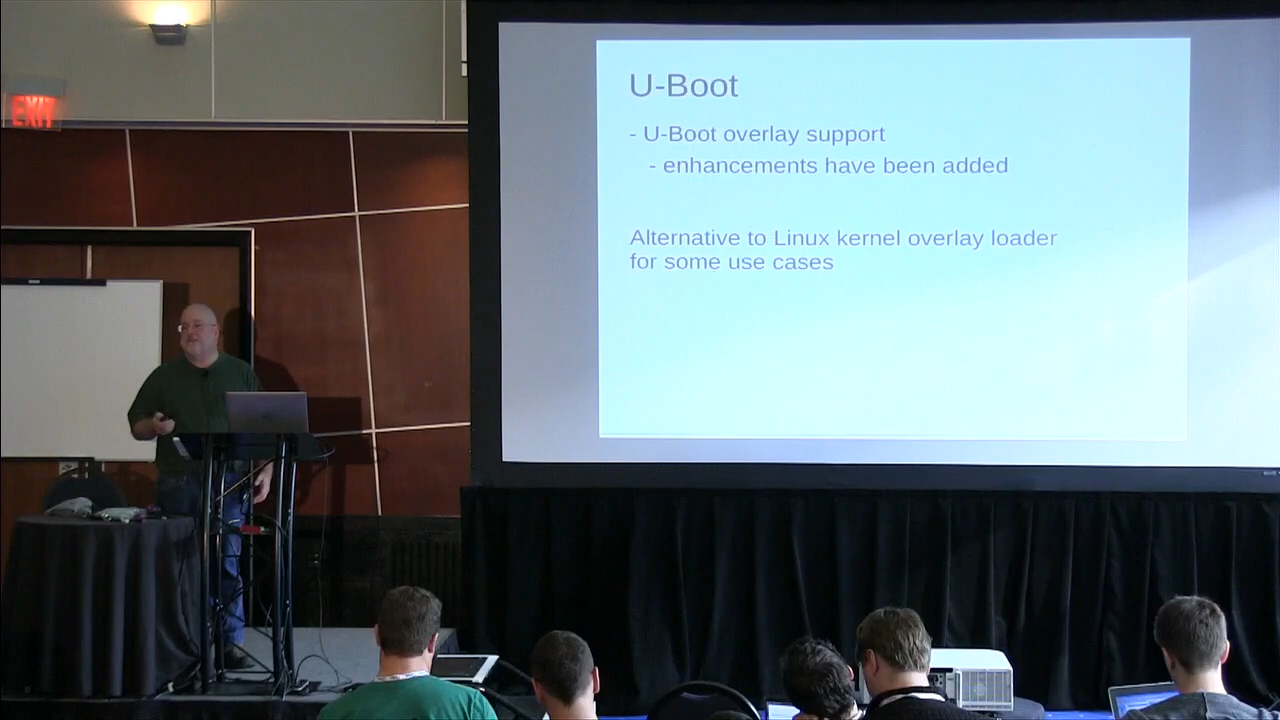 EXIT
U-Boot
- U-Boot overlay support
- enhancements have been added
Alternative to Linux kernel overlay loader
for some use cases